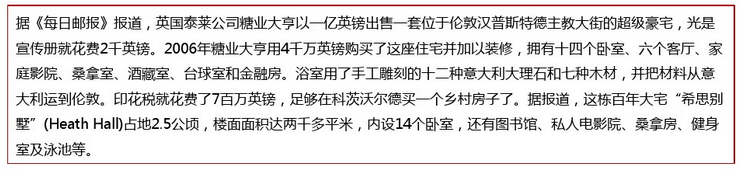 据《每日邮报》报道，英国泰莱公司糖业大亨以一亿英镑出售一套位于伦敦汉普斯特德主教大街的超级豪宅，光是
宣传册就花费2千英镑。2006年糖业大亨用4千万英镑购买了这座住宅并加以装修，拥有十四个卧室、六个客厅、家
庭影院、桑拿室、酒藏室、台球室和金融房。浴室用了手工雕刻的十二种意大利大理石和七种木材，并把材料从意
大利运到伦敦。印花税就花费了7百万英镑，足够在科茨沃尔德买一个乡村房子了。据报道，这栋百年大宅“希思别
墅”(Heath Hall)占地2.5公顷，楼面面积达两千多平米，内设14个卧室，还有图书馆、私人电影院、桑拿房、健身
室及泳池等。